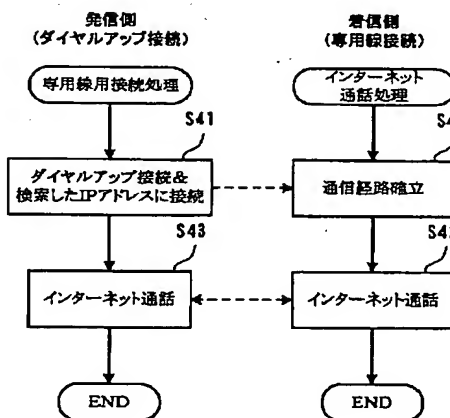 発信側
(ダイヤルアップ接続)
着信側
(専用線接続)
専用線用接続処理
インターネット
通話処理
S41
ダイヤルアップ接続&
検索したIPアドレスに接続
通信経路確立
S43
インターネット通話
インターネット通話
END
END